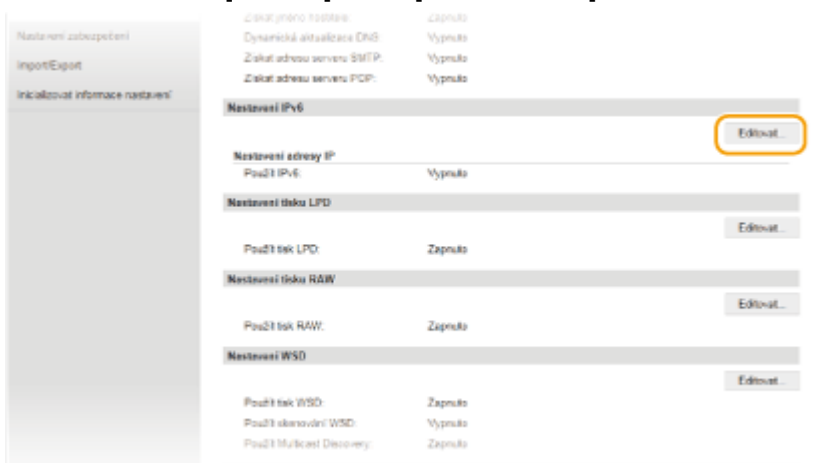 Získat jméno hostitele: Zapnuto
Nastavení zabezpečení
Dynamická aktualizace DNS: Vypnuto
Import/Export
Získat adresu serveru SMTP: Vypnuto
Získat adresu serveru POP: Vypnuto
Inicializovat informace nastavení
Nastavení IPv6
Editovat...
Nastavení adresy IP
Použít IPv6: Vypnuto
Nastavení tisku LPD
Editovat...
Použít tisk LPD: Zapnuto
Nastavení tisku RAW
Editovat...
Použít tisk RAW: Zapnuto
Nastavení WSD
Editovat...
Použít tisk WSD: Zapnuto
Použít skenování WSD: Vypnuto
Použít Multicast Discovery: Zapnuto